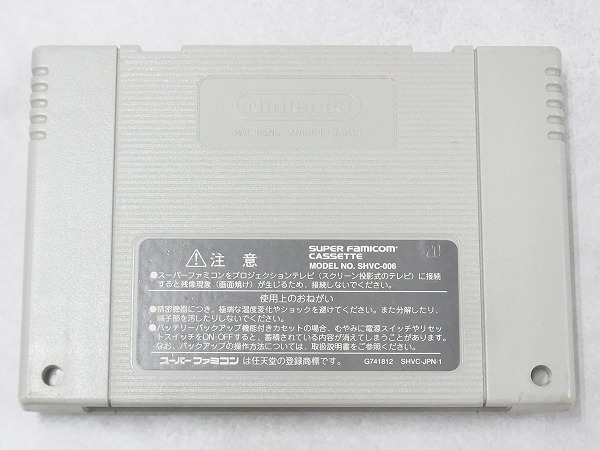 Nintendo
PAT. PEND. MADE IN JAPAN
注 意
SUPER FAMICOM
CASSETTE
MODEL NO. SHVC-006
●スーパーファミコンをプロジェクションテレビ（スクリーン投影式のテレビ）に接続
すると残像現象（画面焼け）が生じるため、接続しないでください。
使用上のおねがい
●精密機器につき、極端な温度変化やショックを避けてください。また分解したり、
端子部を汚したりしないでください。
●バッテリーバックアップ機能付きカセットの場合、むやみに電源スイッチやリセッ
トスイッチをON・OFFすると、蓄積されている内容が消えてしまうことがあります。
なお、バックアップの操作方法については、取扱説明書をご参照ください。
スーパーファミコンは任天堂の登録商標です。
G741812 SHVC-JPN-1